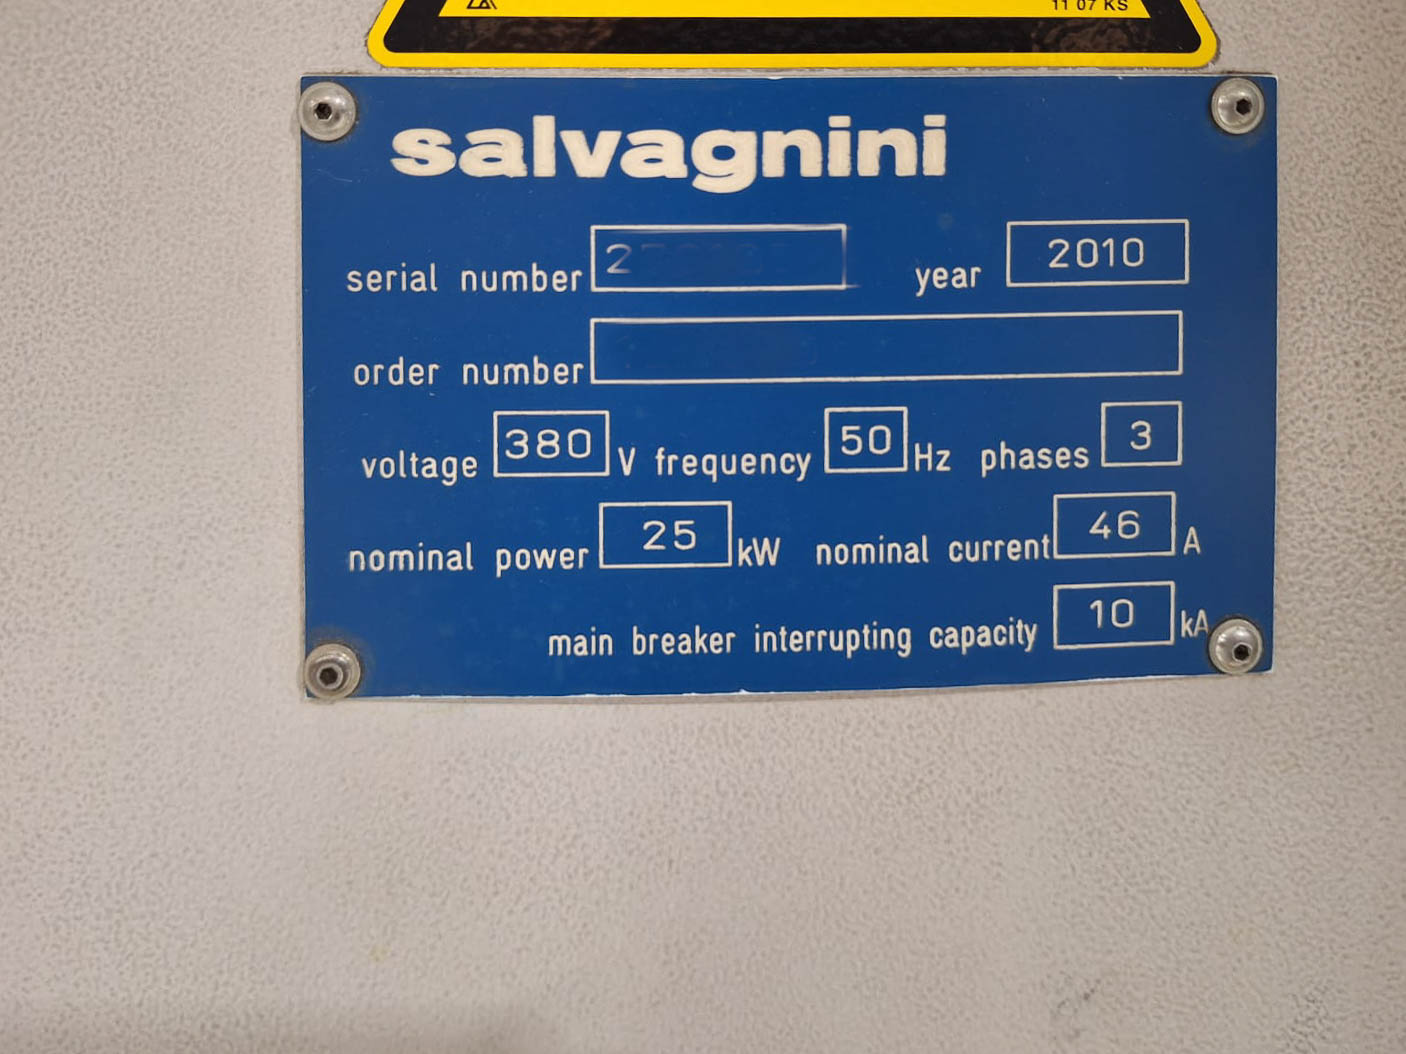 11 07 KS
salvagnini
serial number 2 year 2010
order number
voltage 380 V frequency 50 Hz phases 3
nominal power 25 kW nominal current 46 A
main breaker interrupting capacity 10 kA